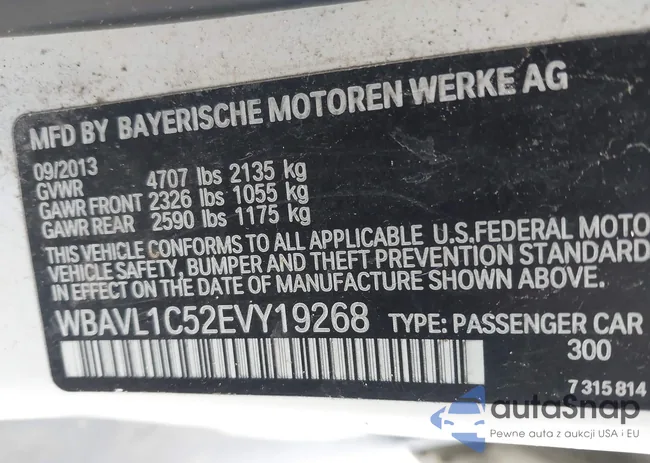 MFD BY BAYERISCHE MOTOREN WERKE AG
09/2013
GVWR 4707 lbs 2135 kg
GAWR FRONT 2326 lbs 1055 kg
GAWR REAR 2590 lbs 1175 kg
THIS VEHICLE CONFORMS TO ALL APPLICABLE U.S.FEDERAL MOTO
VEHICLE SAFETY, BUMPER AND THEFT PREVENTION STANDARD
IN EFFECT ON THE DATE OF MANUFACTURE SHOWN ABOVE.
WBAVL1C52EVY19268 TYPE: PASSENGER CAR
300
7 315 814
autoSnap
Pewne auta z aukcji USA i EU